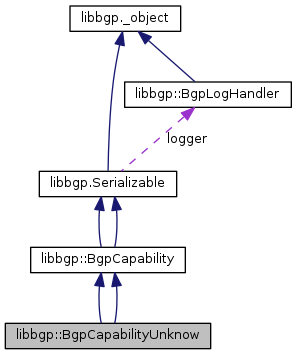 libbgp._object
libbgp::BgpLogHandler
logger
libbgp.Serializable
libbgp::BgpCapability
libbgp::BgpCapabilityUnknow